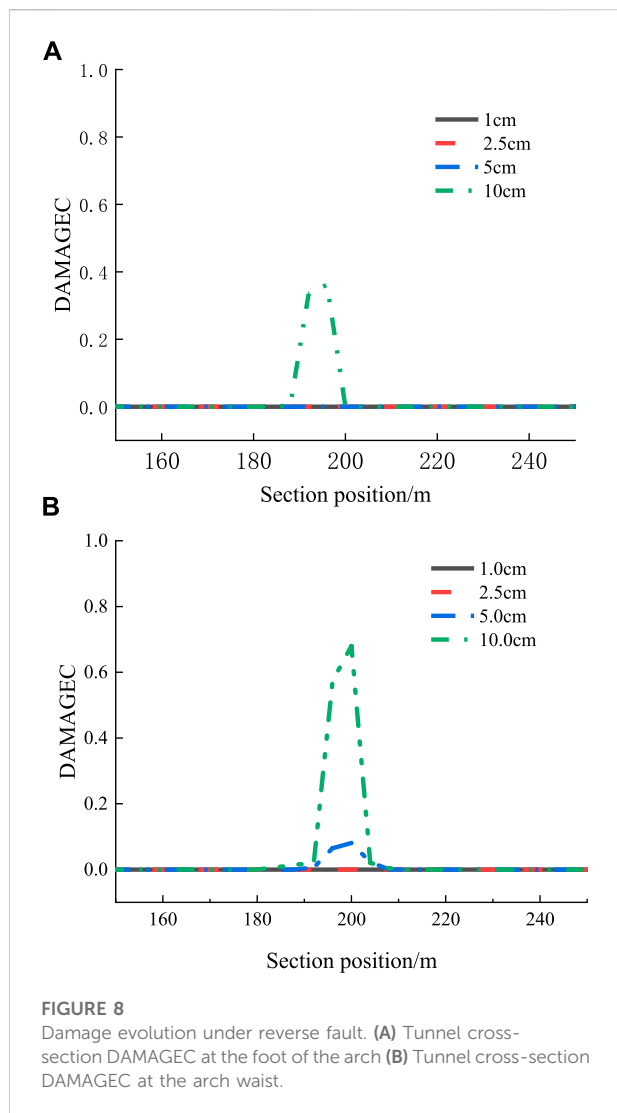 A
1.0
0.8
0.6
0.4
0.2
0.0
DAMAGEC
1cm
2.5cm
5cm
10cm
160 180 200 220 240
Section position/m
B
1.0
0.8
0.6
0.4
0.2
0.0
DAMAGEC
1.0cm
2.5cm
5.0cm
10.0cm
160 180 200 220 240
Section position/m
FIGURE 8
Damage evolution under reverse fault. (A) Tunnel cross-
section DAMAGEC at the foot of the arch (B) Tunnel cross-section
DAMAGEC at the arch waist.